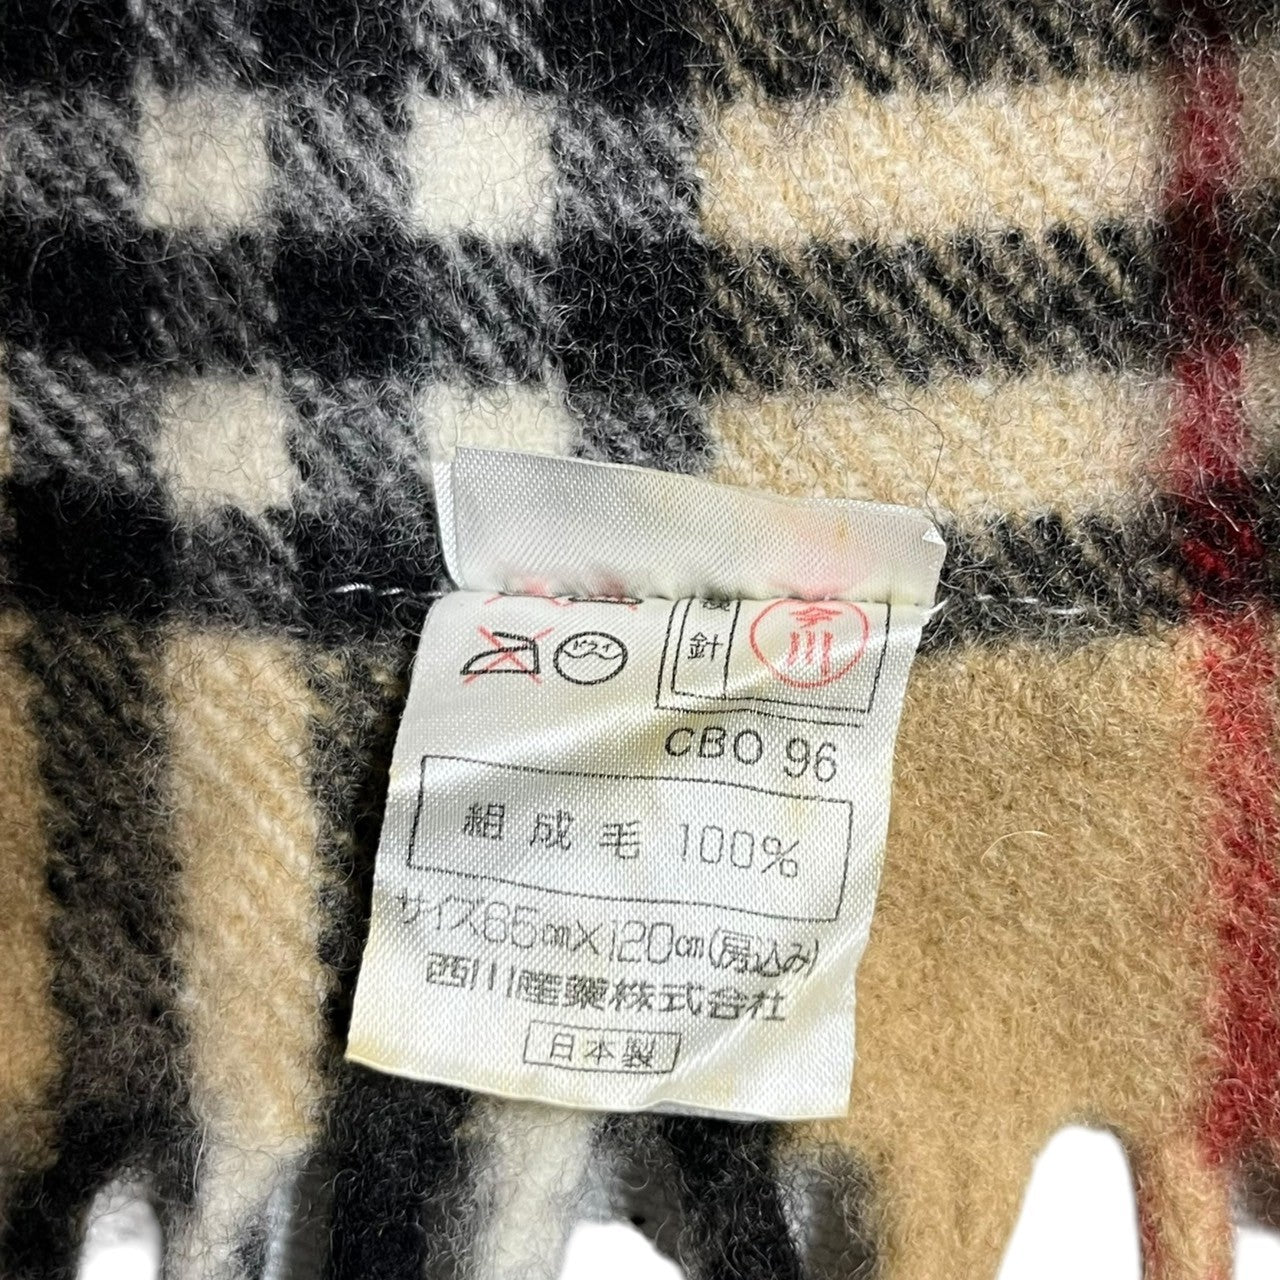 ドライ
検針
今川
CBO 96
組成毛 100%
サイズ65cm×120cm(房込み)
西川産業株式会社
日本製